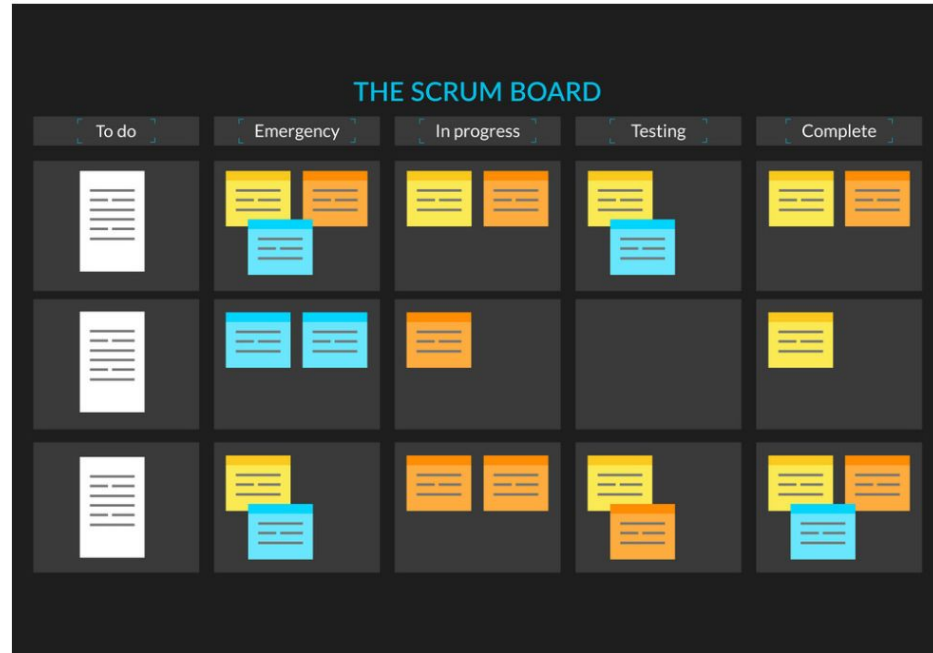 THE SCRUM BOARD
To do
Emergency
In progress
Testing
Complete